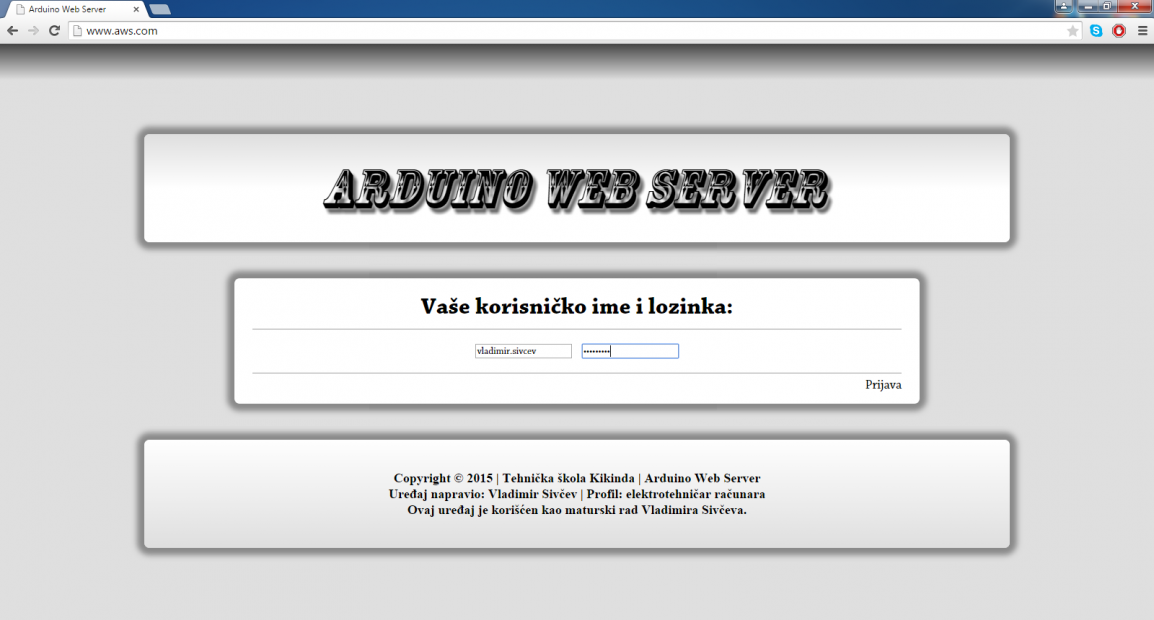 Arduino Web Server
www.aws.com
ARDUINO WEB SERVER
Vaše korisničko ime i lozinka:
vladimir.sivcev
Prijava
Copyright © 2015 | Tehnička škola Kikinda | Arduino Web Server
Uređaj napravio: Vladimir Sivčev | Profil: elektrotehničar računara
Ovaj uređaj je korišćen kao maturski rad Vladimira Sivčeva.